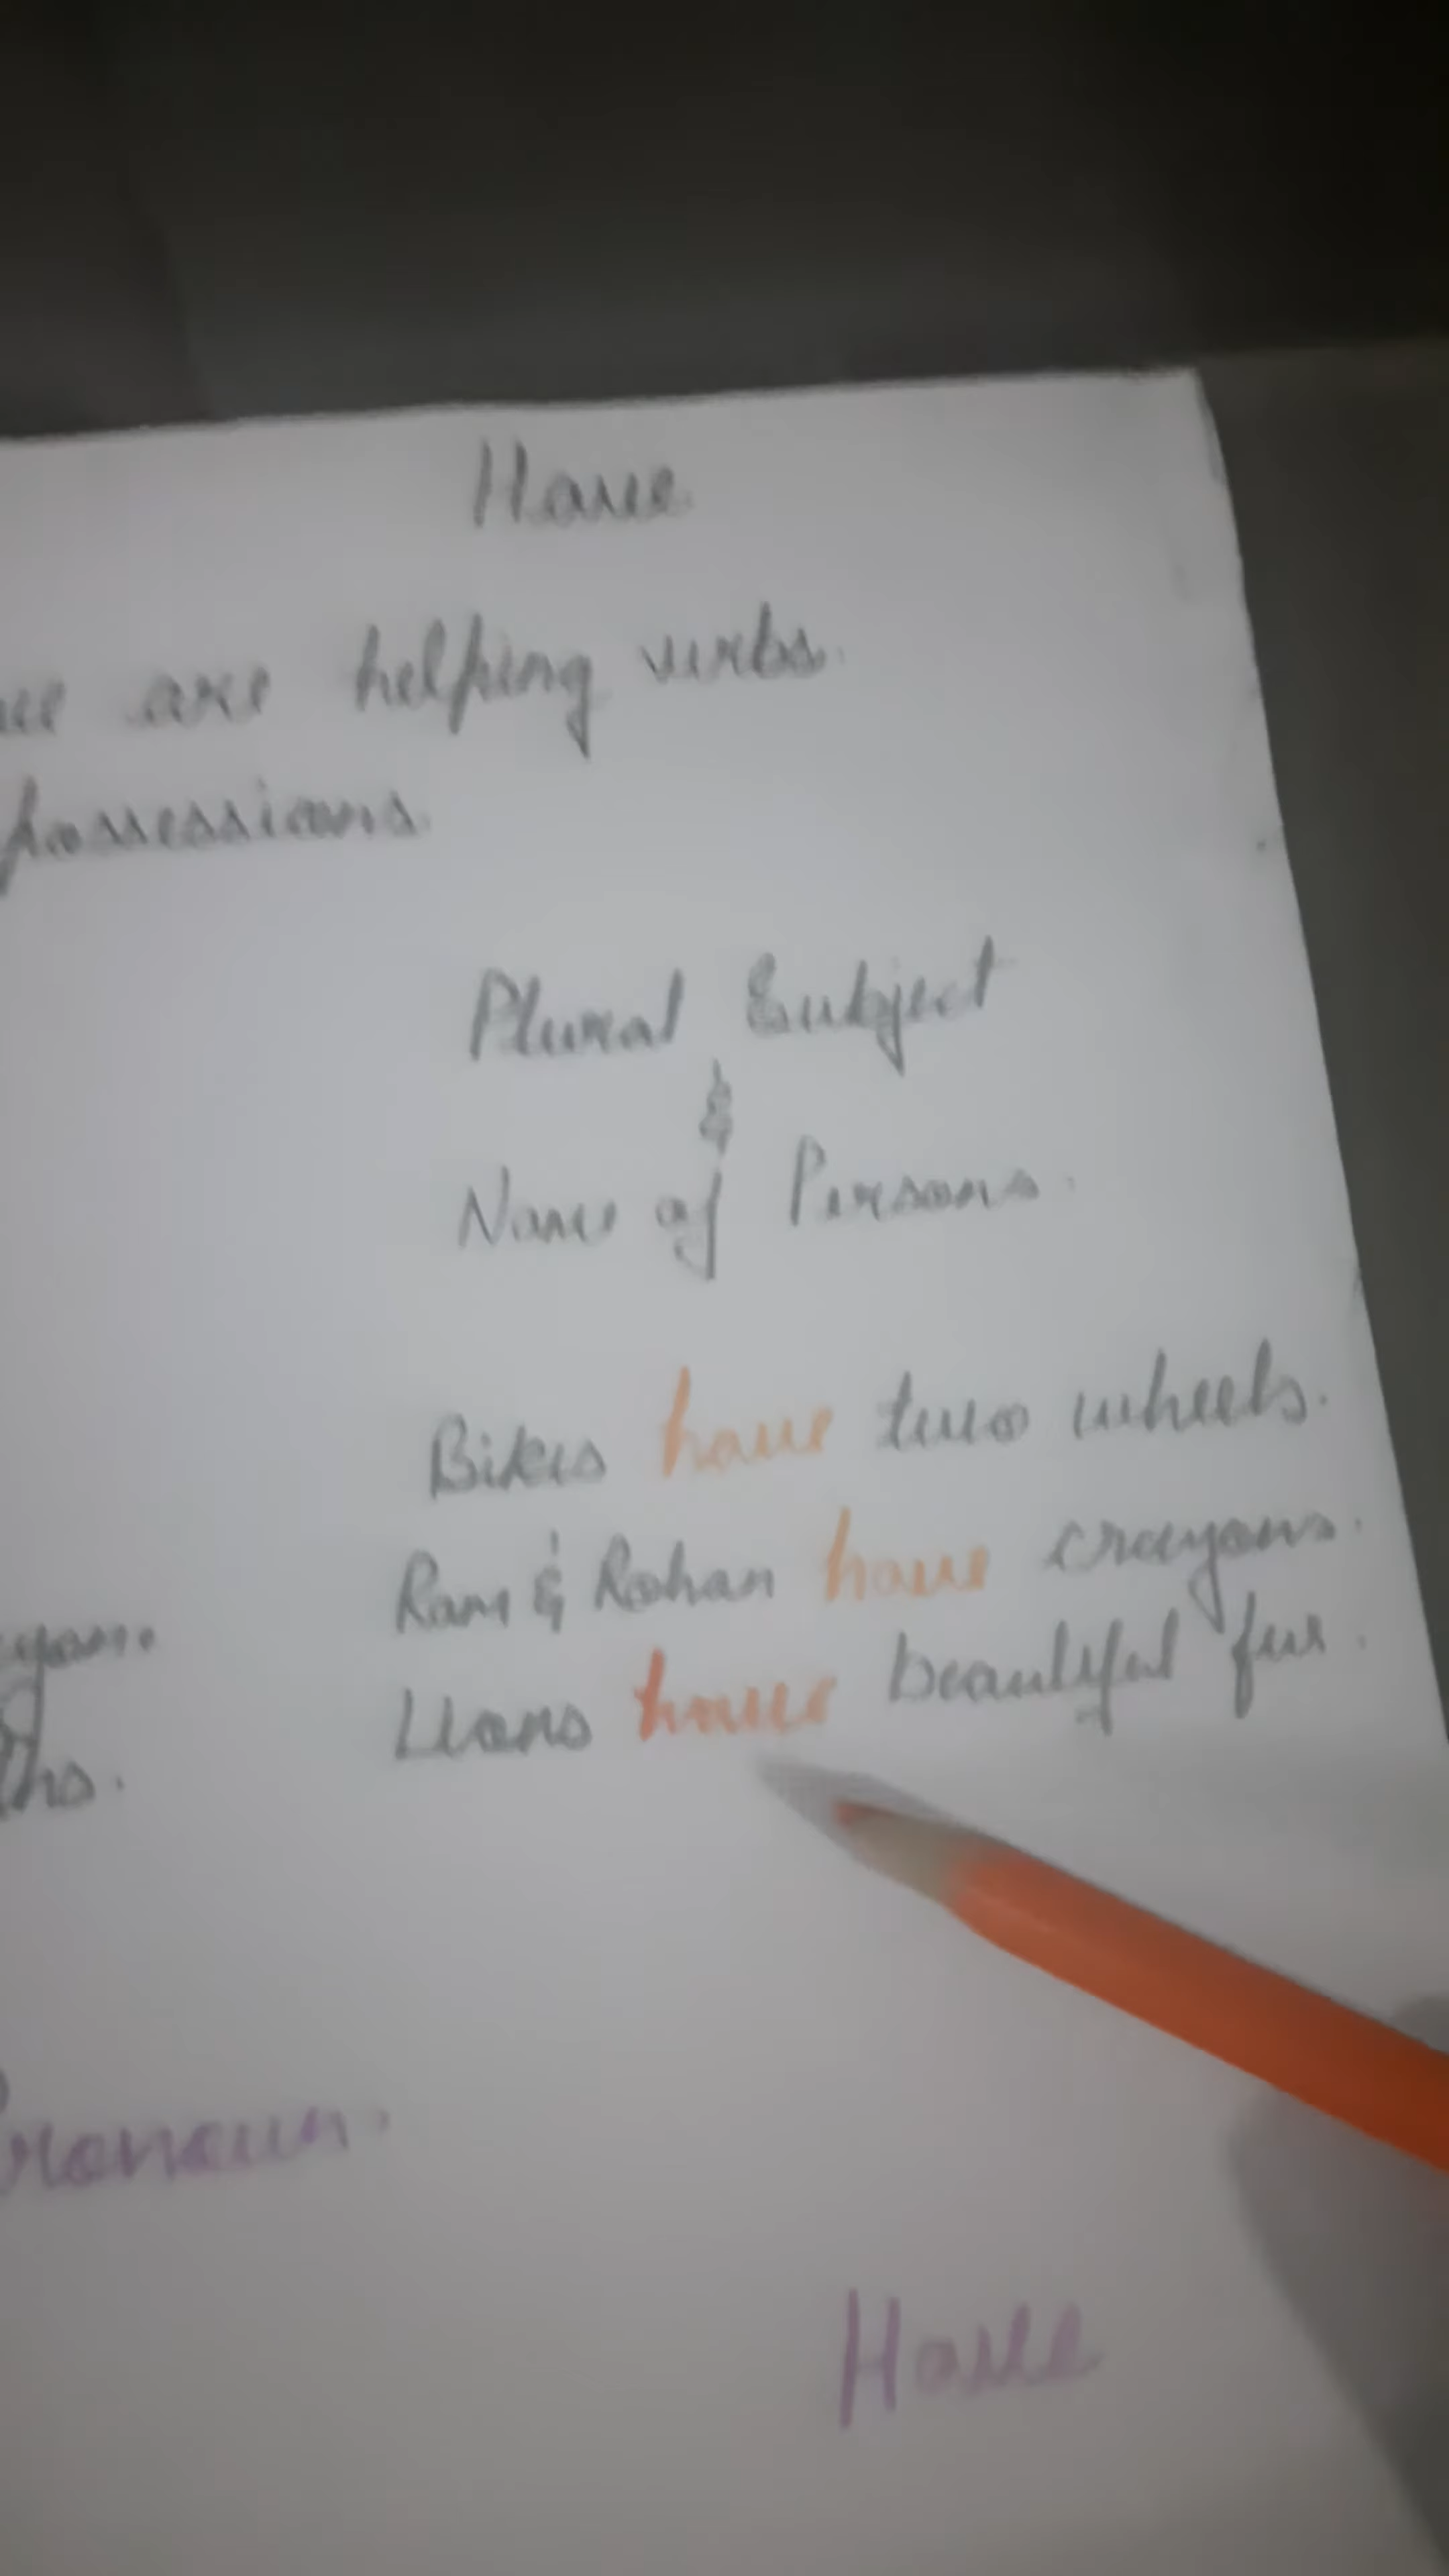 Have
are helping verbs.
possessions.
Plural Subject
&
Name of Persons.
Bikes have two wheels.
Ram & Rohan have crayons.
Lions have beautiful fur.
Have